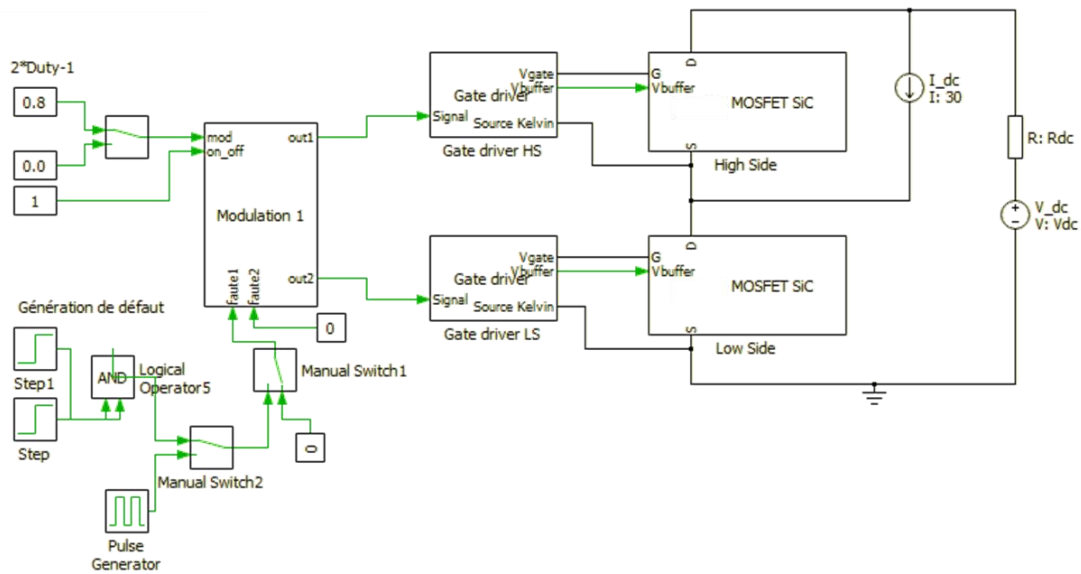 2*Duty-1
0.8
0.0
1
mod
on_off
out1
Modulation 1
out2
faute1
faute2
0
Vgate
Vbuffer
Gate driver
Signal
Source Kelvin
Gate driver HS
D
G
Vbuffer
MOSFET SiC
S
High Side
I_dc
I: 30
R: Rdc
V_dc
V: Vdc
Vgate
Vbuffer
Gate driver
Signal
Source Kelvin
Gate driver LS
D
G
Vbuffer
MOSFET SiC
S
Low Side
Génération de défaut
Step1
AND
Logical
Operator5
Step
Manual Switch1
0
Manual Switch2
Pulse
Generator